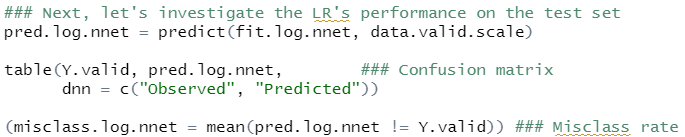 ### Next, let's investigate the LR's performance on the test set
pred.log.nnet = predict(fit.log.nnet, data.valid.scale)
table(Y.valid, pred.log.nnet,        ### Confusion matrix
      dnn = c("Observed", "Predicted"))
(misclass.log.nnet = mean(pred.log.nnet != Y.valid)) ### Misclass rate